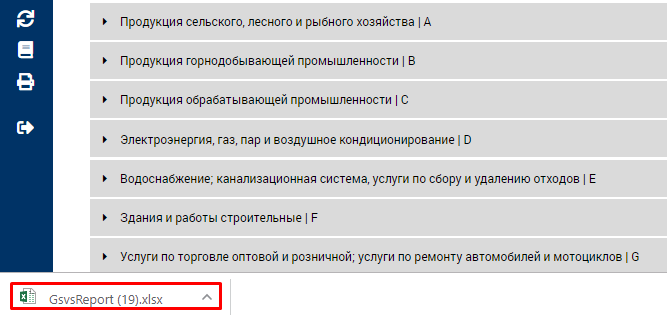 Продукция сельского, лесного и рыбного хозяйства | A
Продукция горнодобывающей промышленности | B
Продукция обрабатывающей промышленности | C
Электроэнергия, газ, пар и воздушное кондиционирование | D
Водоснабжение; канализационная система, услуги по сбору и удалению отходов | E
Здания и работы строительные | F
Услуги по торговле оптовой и розничной; услуги по ремонту автомобилей и мотоциклов | G
GsvsReport (19).xlsx